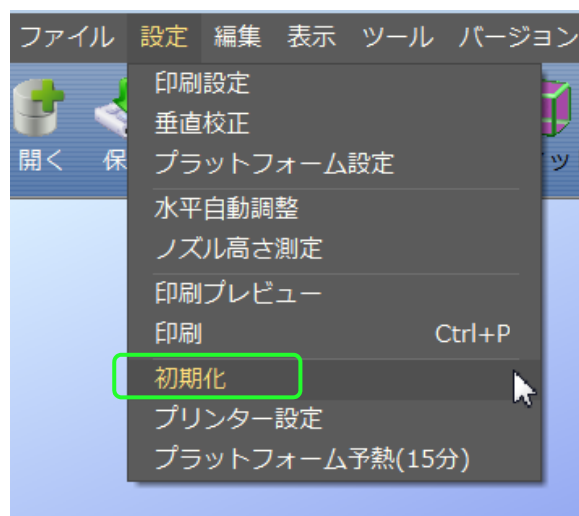 ファイル 設定 編集 表示 ツール バージョン
開く 保
印刷設定
垂直校正
プラットフォーム設定
水平自動調整
ノズル高さ測定
印刷プレビュー
印刷 Ctrl+P
初期化
プリンター設定
プラットフォーム予熱(15分)